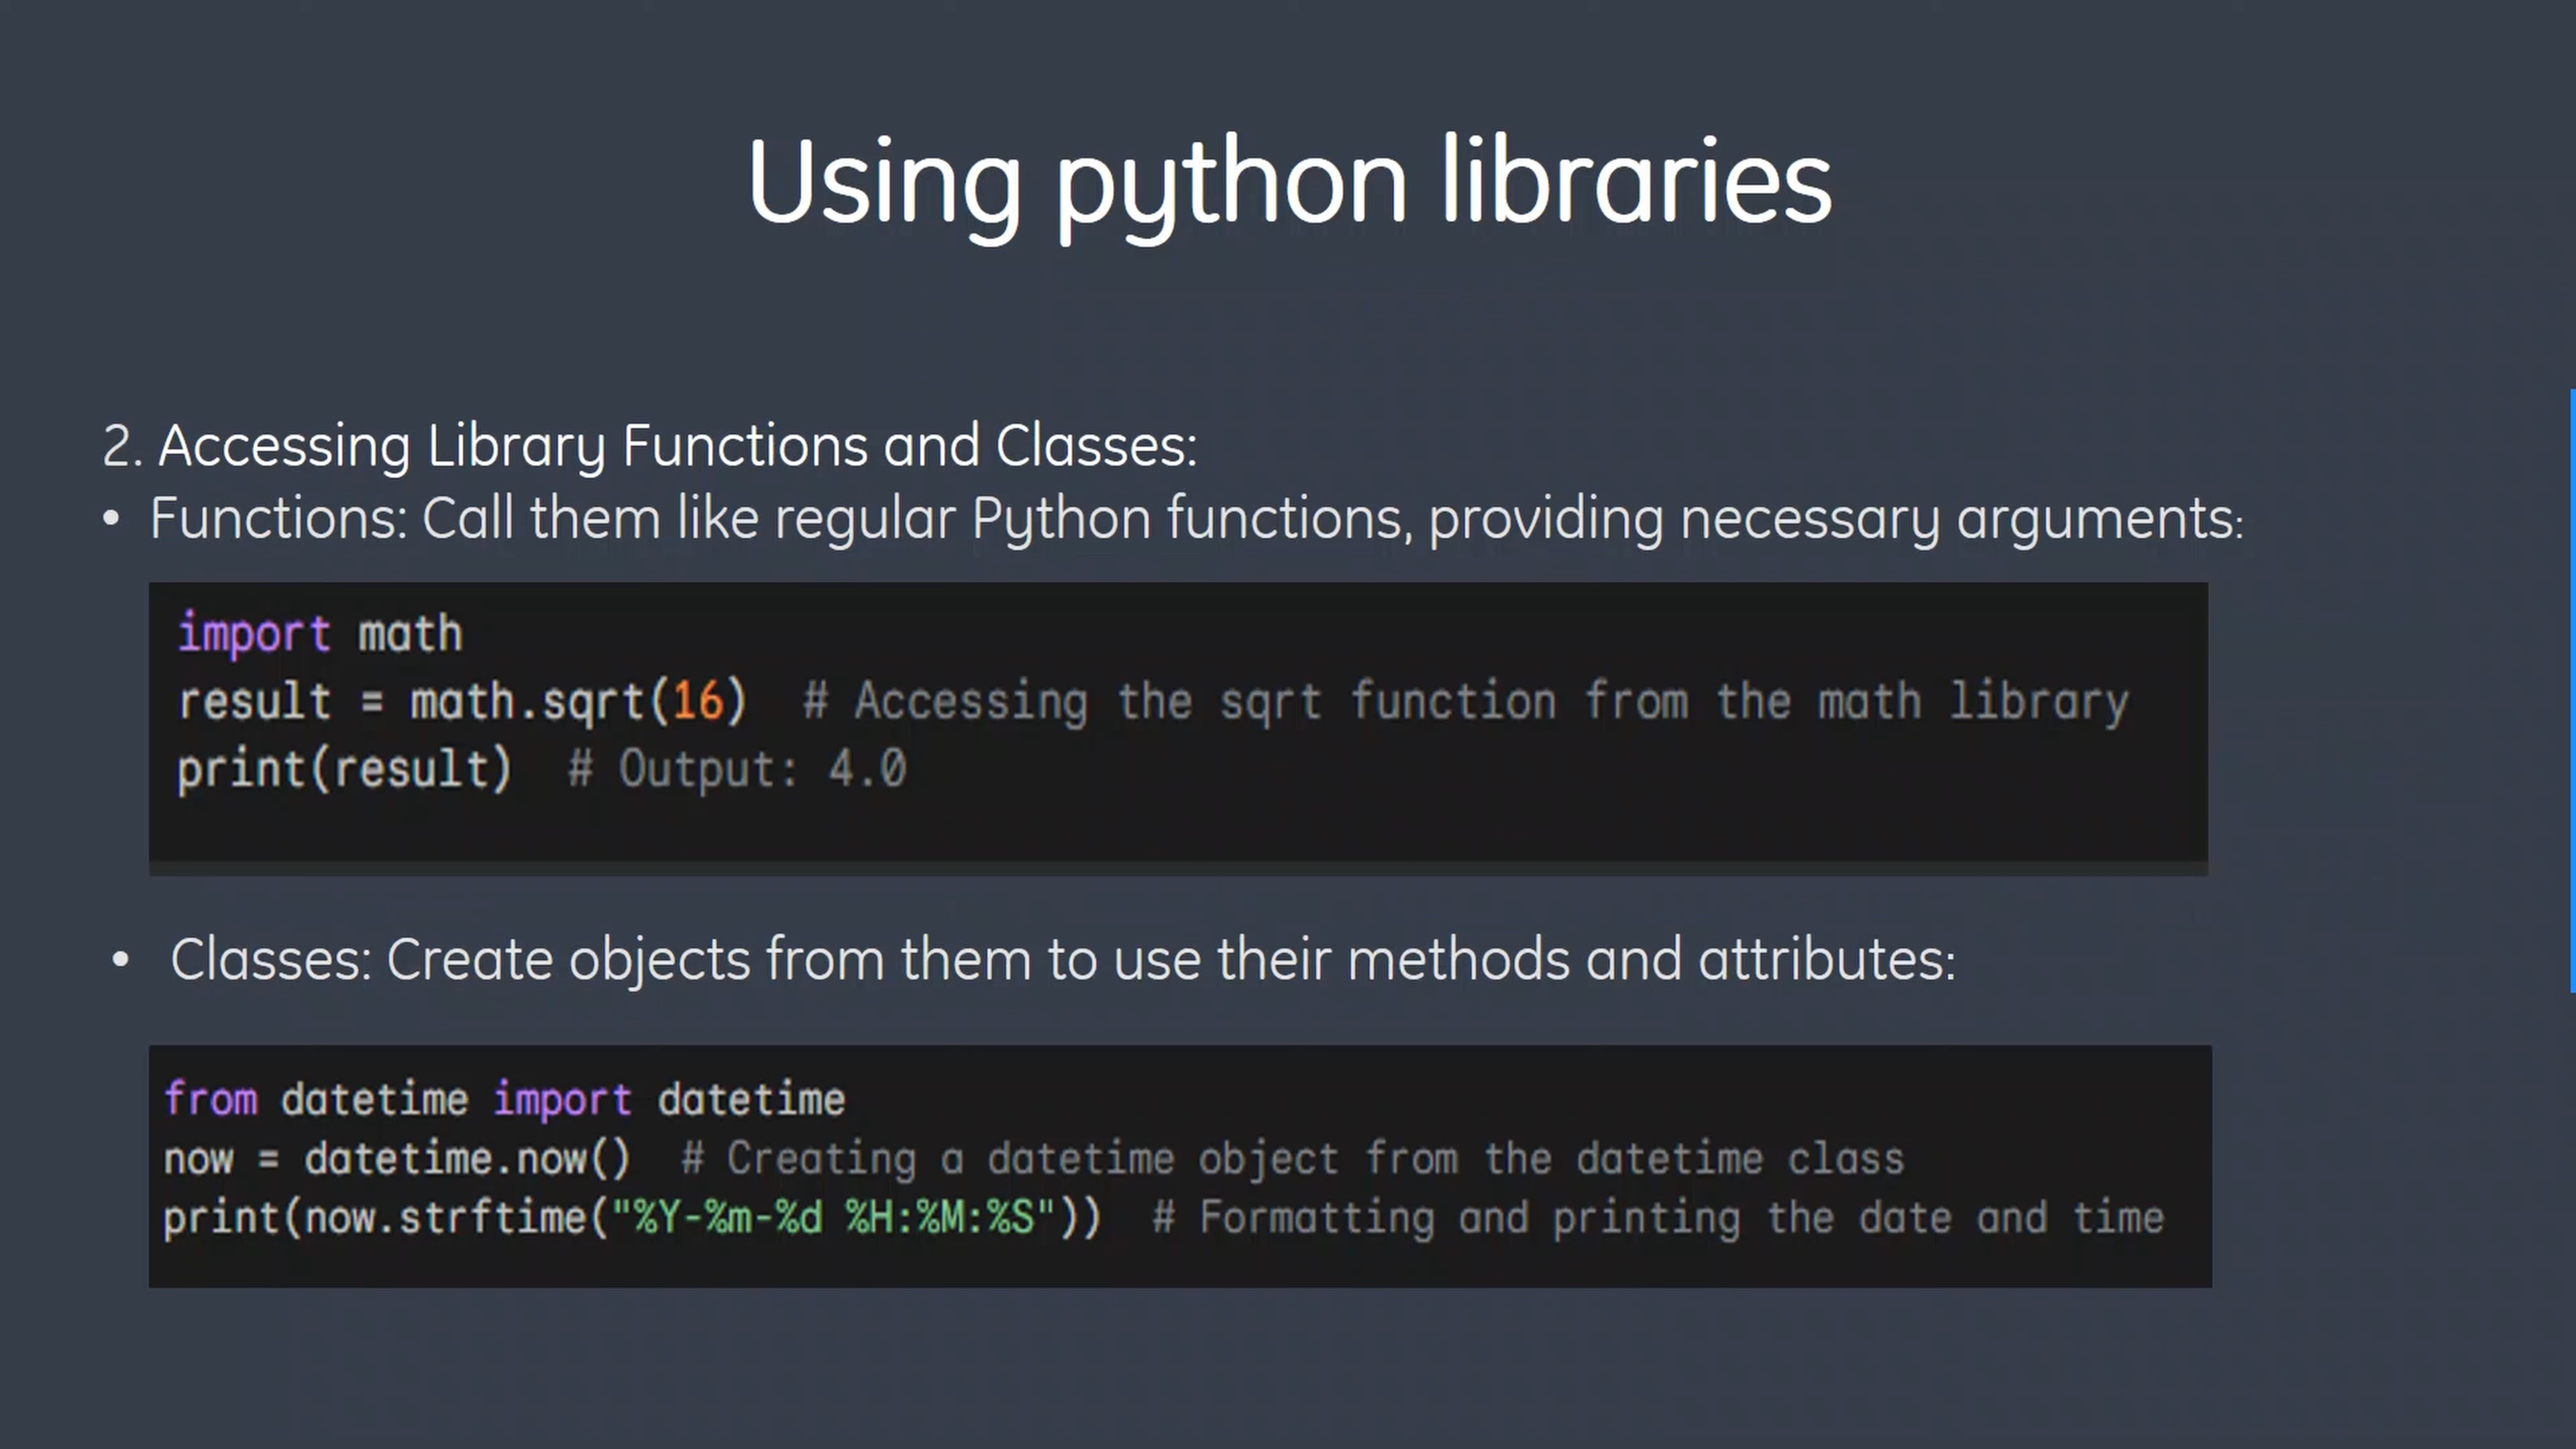 Using python libraries
2. Accessing Library Functions and Classes:
• Functions: Call them like regular Python functions, providing necessary arguments:
import math
result = math.sqrt(16)  # Accessing the sqrt function from the math library
print(result)  # Output: 4.0
• Classes: Create objects from them to use their methods and attributes:
from datetime import datetime
now = datetime.now()  # Creating a datetime object from the datetime class
print(now.strftime("%Y-%m-%d %H:%M:%S"))  # Formatting and printing the date and time